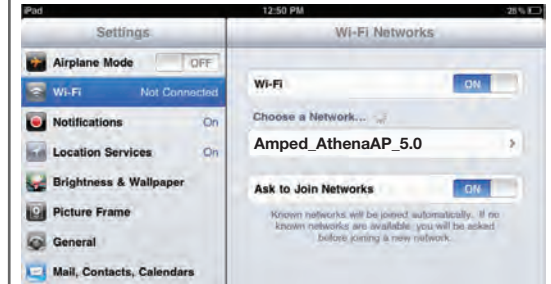 iPad
12:50 PM
28%
Settings
Wi-Fi Networks
Airplane Mode OFF
Wi-Fi Not Connected
Notifications On
Location Services On
Brightness & Wallpaper
Picture Frame
General
Mail, Contacts, Calendars
Wi-Fi ON
Choose a Network...
Amped_AthenaAP_5.0
Ask to Join Networks ON
Known networks will be joined automatically. If no
known networks are available, you will be asked
before joining a new network.